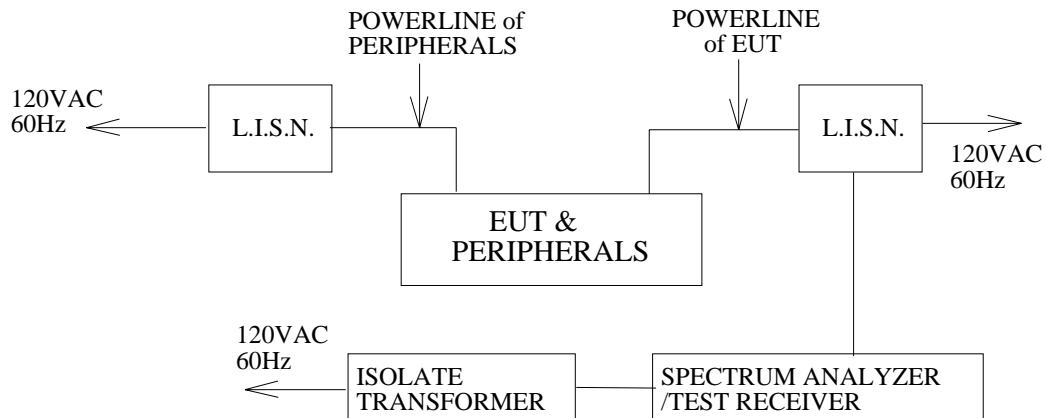 POWERLINE of
PERIPHERALS
POWERLINE
of EUT
120VAC
60Hz
L.I.S.N.
L.I.S.N.
120VAC
60Hz
EUT &
PERIPHERALS
120VAC
60Hz
ISOLATE
TRANSFORMER
SPECTRUM ANALYZER
/TEST RECEIVER